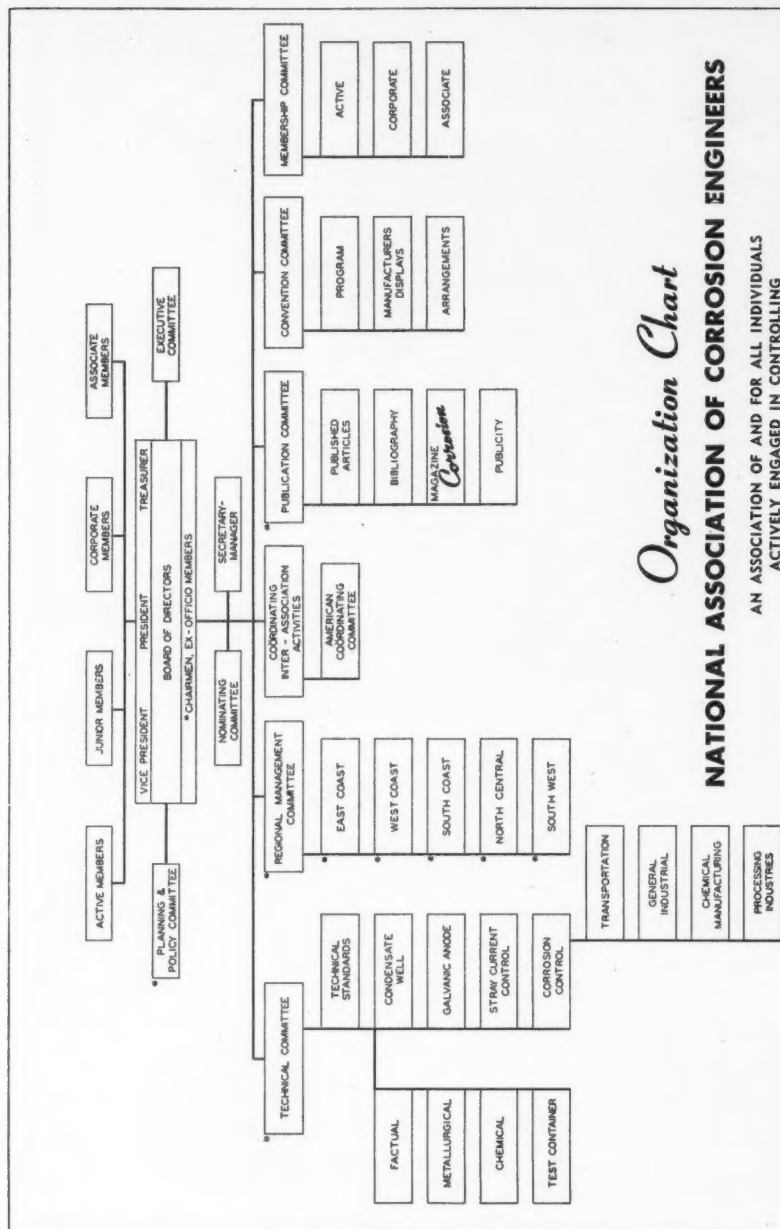 ACTIVE MEMBERS
JUNIOR MEMBERS
CORPORATE MEMBERS
ASSOCIATE MEMBERS
PLANNING &
POLICY COMMITTEE
VICE PRESIDENT PRESIDENT TREASURER
BOARD OF DIRECTORS
*CHAIRMEN, EX-OFFICIO MEMBERS
EXECUTIVE
COMMITTEE
NOMINATING
COMMITTEE
SECRETARY-
MANAGER
TECHNICAL COMMITTEE
TECHNICAL
STANDARDS
CONDENSATE
WELL
GALVANIC ANODE
STRAY CURRENT
CONTROL
CORROSION
CONTROL
FACTUAL
METALLURGICAL
CHEMICAL
TEST CONTAINER
TRANSPORTATION
GENERAL
INDUSTRIAL
CHEMICAL
MANUFACTURING
PROCESSING
INDUSTRIES
REGIONAL MANAGEMENT
COMMITTEE
EAST COAST
WEST COAST
SOUTH COAST
NORTH CENTRAL
SOUTH WEST
COÖRDINATING
INTER-ASSOCIATION
ACTIVITIES
AMERICAN
COÖRDINATING
COMMITTEE
PUBLICATION COMMITTEE
PUBLISHED
ARTICLES
BIBLIOGRAPHY
MAGAZINE
Corrosion
PUBLICITY
CONVENTION COMMITTEE
PROGRAM
MANUFACTURERS
DISPLAYS
ARRANGEMENTS
MEMBERSHIP COMMITTEE
ACTIVE
CORPORATE
ASSOCIATE
Organization Chart
NATIONAL ASSOCIATION OF CORROSION ENGINEERS
AN ASSOCIATION OF AND FOR ALL INDIVIDUALS
ACTIVELY ENGAGED IN CONTROLLING